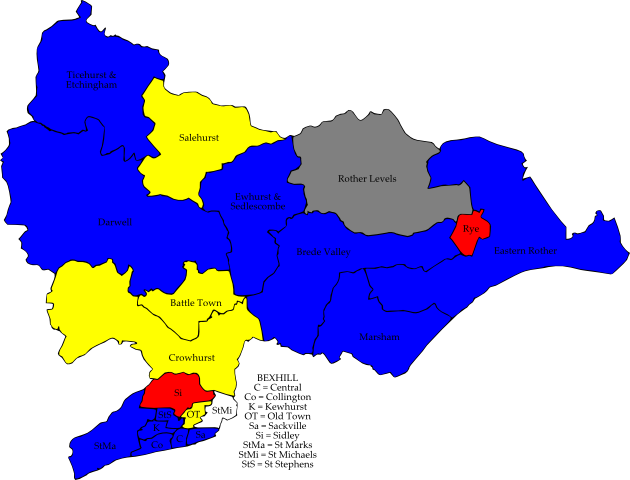 Ticehurst &
Etchingham
Salehurst
Rother Levels
Ewhurst &
Sedlescombe
Darwell
Rye
Brede Valley
Eastern Rother
Battle Town
Marsham
Crowhurst
Si
BEXHILL
C = Central
Co = Collington
K = Kewhurst
OT = Old Town
Sa = Sackville
Si = Sidley
StMa = St Marks
StMi = St Michaels
StS = St Stephens
StMi
OT
StS
K
C
Sa
Co
StMa